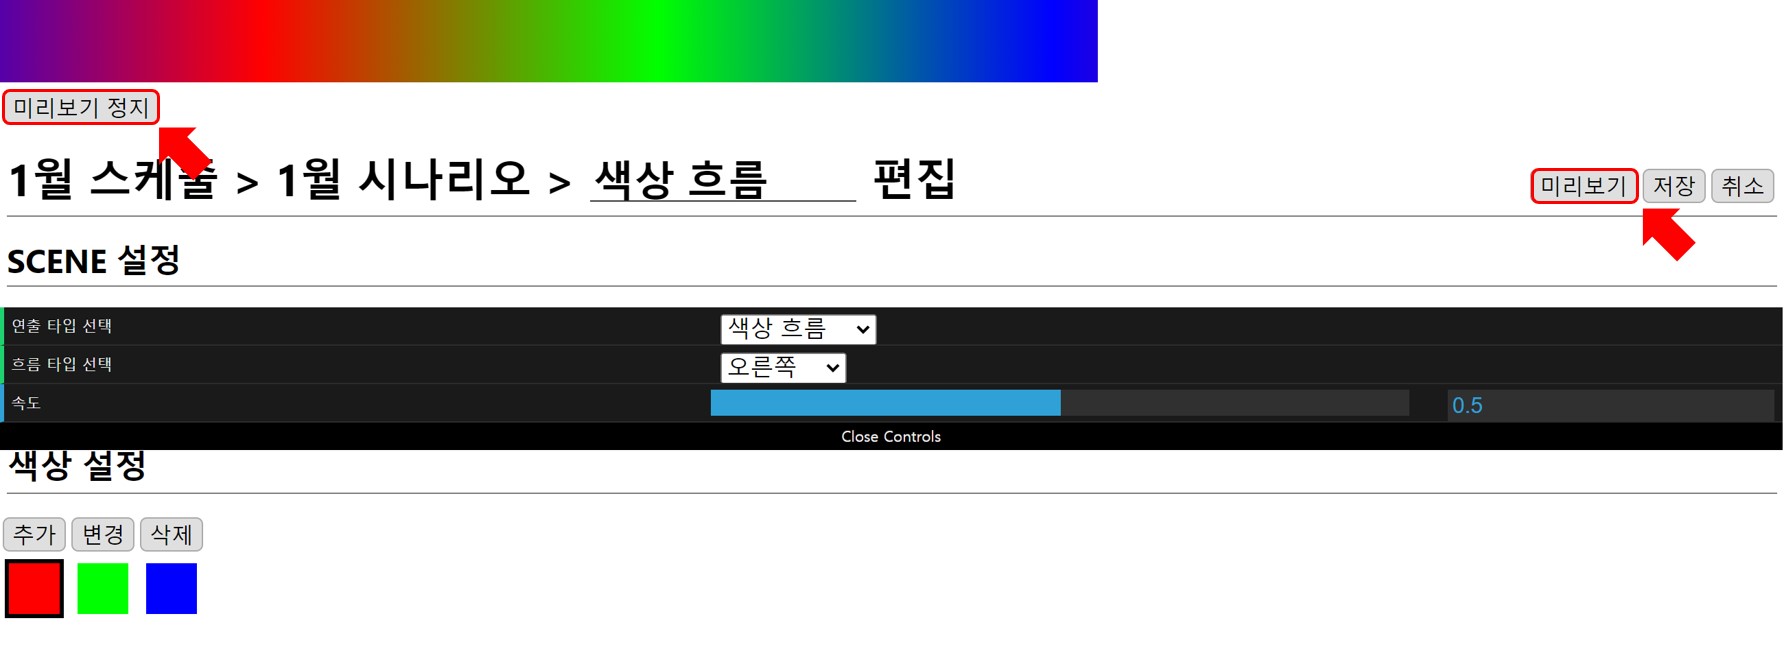 미리보기 정지
1월 스케줄 > 1월 시나리오 > 색상 흐름 편집
미리보기 저장 취소
SCENE 설정
연출 타입 선택 색상 흐름
흐름 타입 선택 오른쪽
속도 0.5
Close Controls
색상 설정
추가 변경 삭제